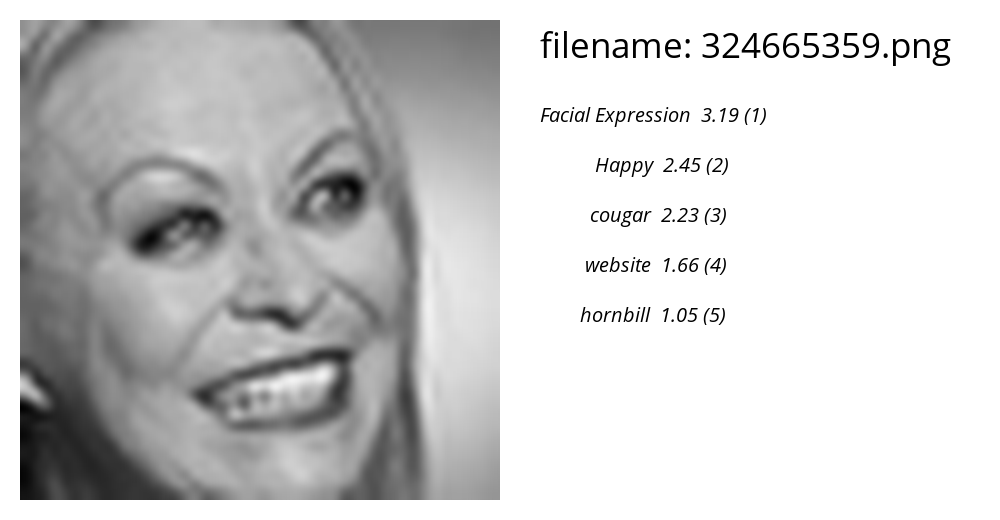 filename: 324665359.png
Facial Expression 3.19 (1)
Happy 2.45 (2)
cougar 2.23 (3)
website 1.66 (4)
hornbill 1.05 (5)